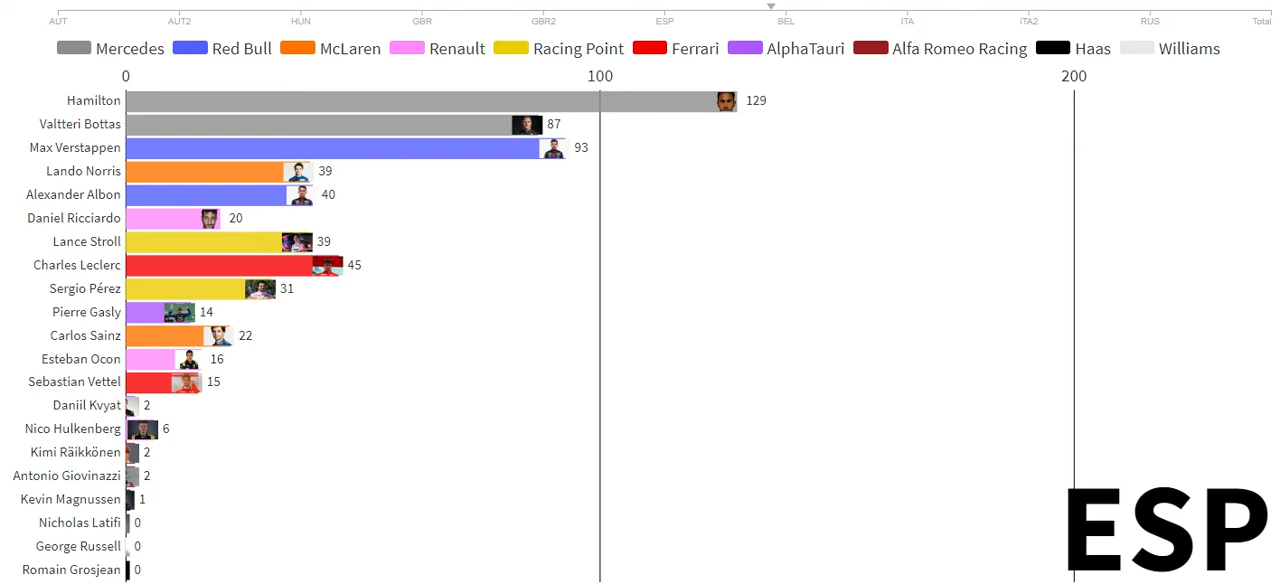 AUT AUT2 HUN GBR GBR2 ESP BEL ITA ITA2 RUS Total
Mercedes Red Bull McLaren Renault Racing Point Ferrari AlphaTauri Alfa Romeo Racing Haas Williams
0 100 200
Hamilton 129
Valtteri Bottas 87
Max Verstappen 93
Lando Norris 39
Alexander Albon 40
Daniel Ricciardo 20
Lance Stroll 39
Charles Leclerc 45
Sergio Pérez 31
Pierre Gasly 14
Carlos Sainz 22
Esteban Ocon 16
Sebastian Vettel 15
Daniil Kvyat 2
Nico Hulkenberg 6
Kimi Räikkönen 2
Antonio Giovinazzi 2
Kevin Magnussen 1
Nicholas Latifi 0
George Russell 0
Romain Grosjean 0
ESP